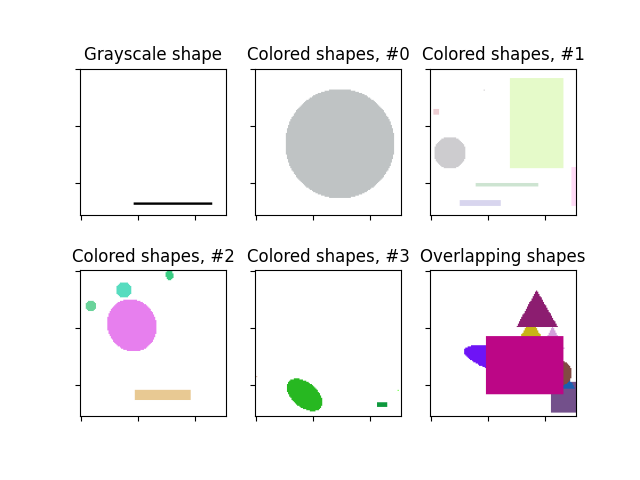 Grayscale shape
Colored shapes, #0
Colored shapes, #1
Colored shapes, #2
Colored shapes, #3
Overlapping shapes